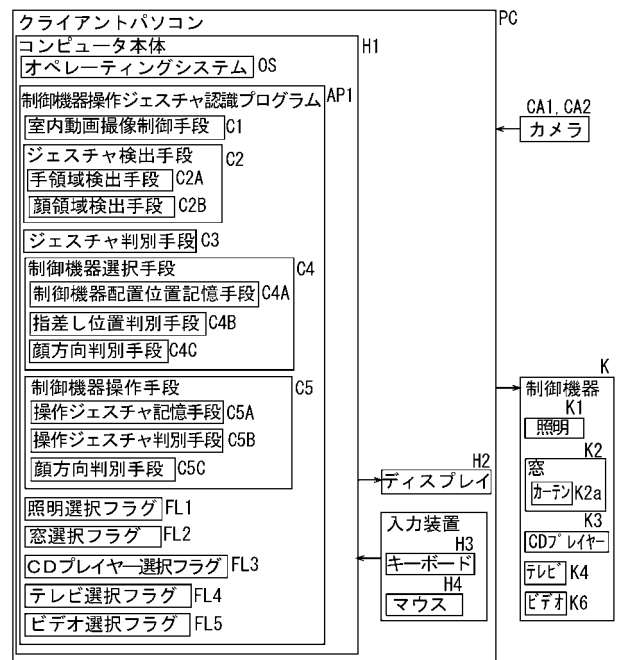 クライアントパソコン PC
コンピュータ本体 H1
オペレーティングシステム OS
制御機器操作ジェスチャ認識プログラム AP1
室内動画撮像制御手段 C1
ジェスチャ検出手段 C2
手領域検出手段 C2A
顔領域検出手段 C2B
ジェスチャ判別手段 C3
制御機器選択手段 C4
制御機器配置位置記憶手段 C4A
指差し位置判別手段 C4B
顔方向判別手段 C4C
制御機器操作手段 C5
操作ジェスチャ記憶手段 C5A
操作ジェスチャ判別手段 C5B
顔方向判別手段 C5C
照明選択フラグ FL1
窓選択フラグ FL2
CDプレイヤー選択フラグ FL3
テレビ選択フラグ FL4
ビデオ選択フラグ FL5
H2
ディスプレイ
入力装置
H3
キーボード
H4
マウス
CA1, CA2
カメラ
K
制御機器
K1
照明
K2
窓
カーテン K2a
K3
CDプレイヤー
テレビ K4
ビデオ K6